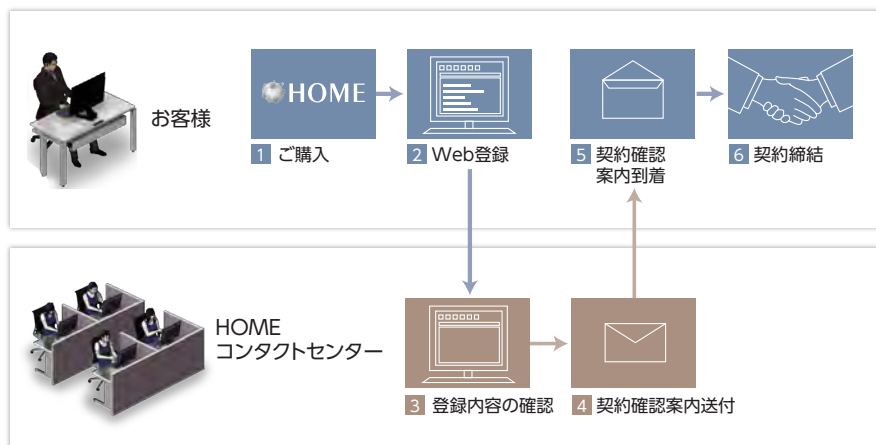 お客様
HOME
1 ご購入
2 Web登録
5 契約確認
案内到着
6 契約締結
HOME
コンタクトセンター
3 登録内容の確認
4 契約確認案内送付